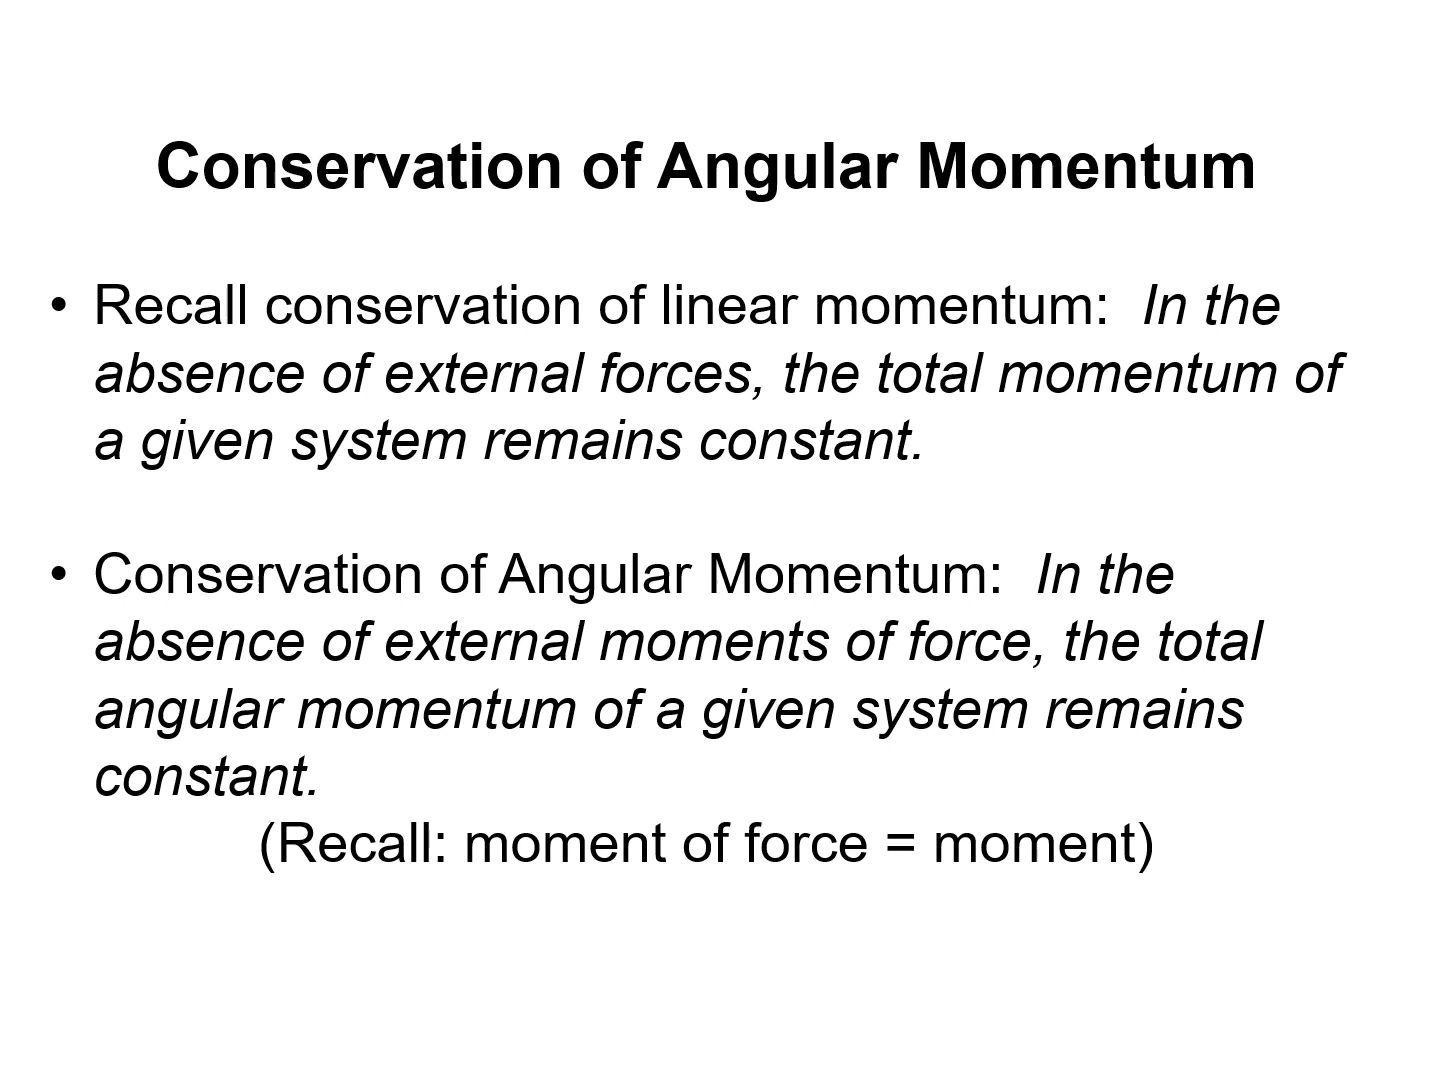 Conservation of Angular Momentum
• Recall conservation of linear momentum: In the
absence of external forces, the total momentum of
a given system remains constant.
• Conservation of Angular Momentum: In the
absence of external moments of force, the total
angular momentum of a given system remains
constant.
(Recall: moment of force = moment)